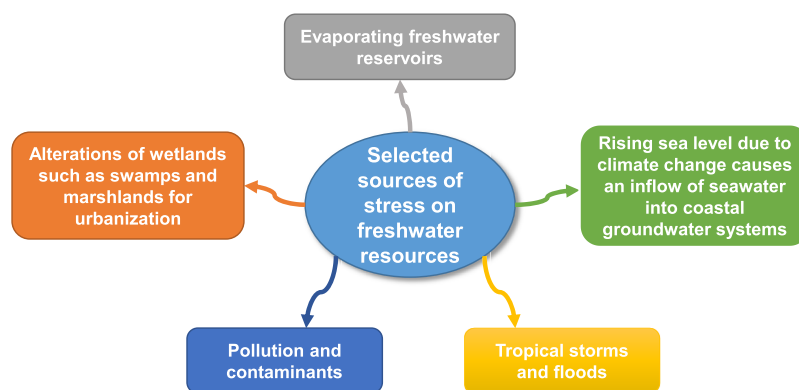 Evaporating freshwater
reservoirs
Alterations of wetlands
such as swamps and
marshlands for
urbanization
Selected
sources of
stress on
freshwater
resources
Rising sea level due to
climate change causes
an inflow of seawater
into coastal
groundwater systems
Pollution and
contaminants
Tropical storms
and floods